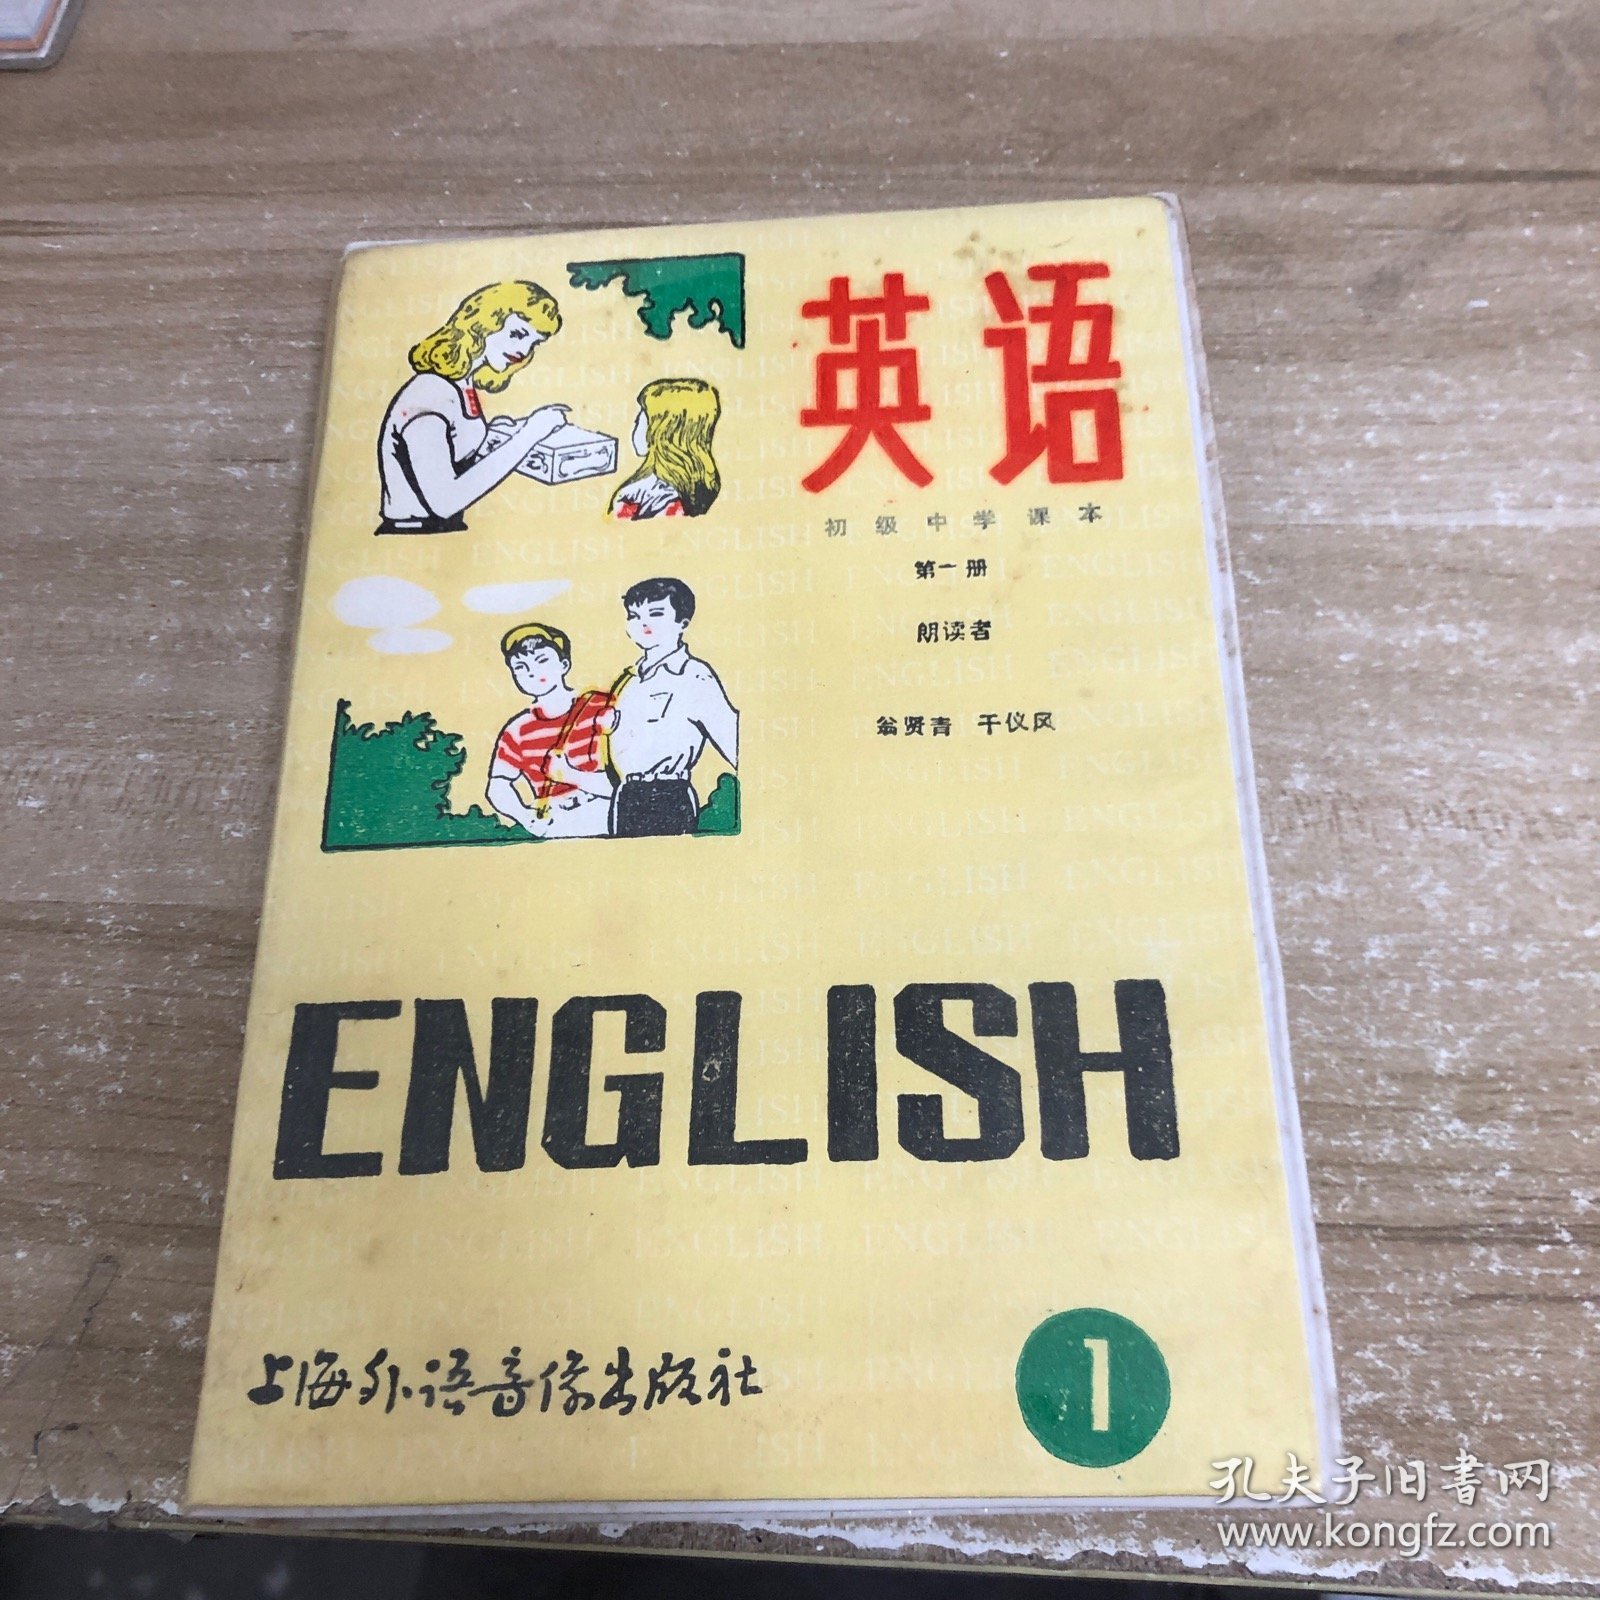 英语
初级中学课本
第一册
朗读者
翁贤青 干仪凤
ENGLISH
上海外语音像出版社
1
孔夫子旧书网
www.kongfz.com